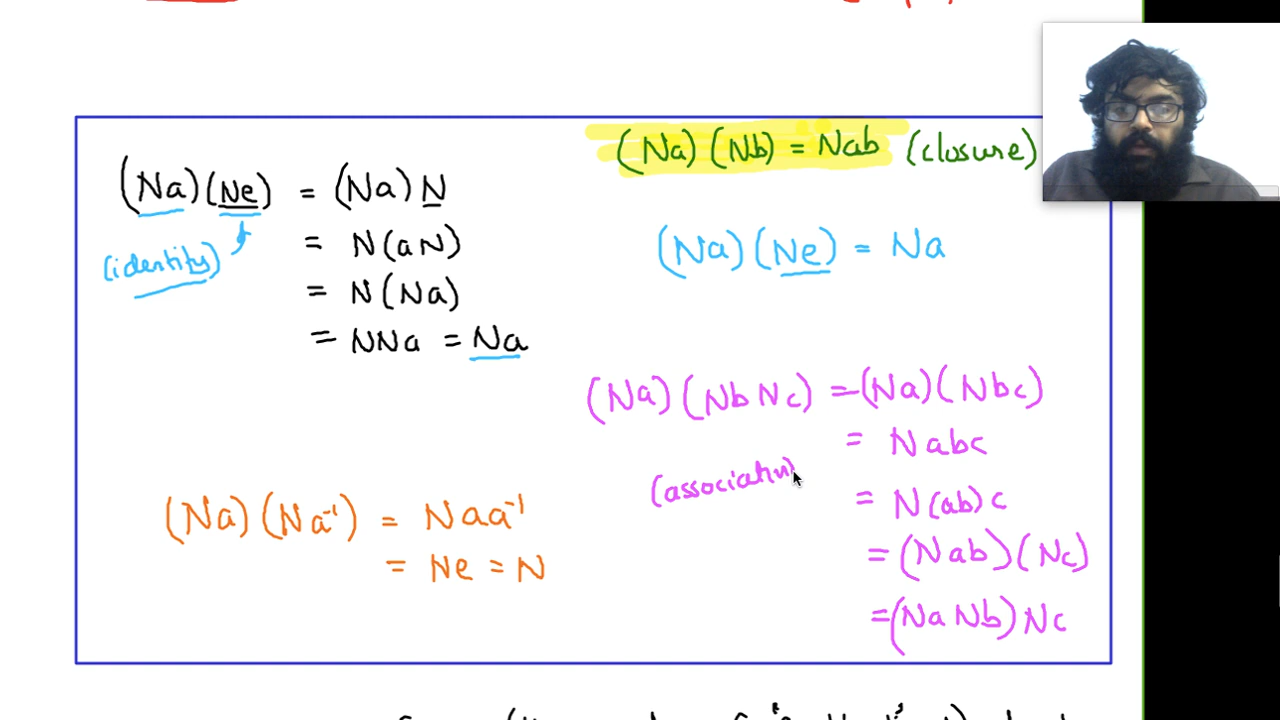 (Na)(Nb) = Nab (closure)
(Na)(Ne) = (Na)N
= N(aN)
(identity)
= N(Na)
= NNa = Na
(Na)(Ne) = Na
(Na)(NbNc) = (Na)(Nbc)
= Nabc
(associativ)
= N(ab)c
= (Nab)(Nc)
= (NaNb)Nc
(Na)(Na⁻¹) = Naa⁻¹
= Ne = N